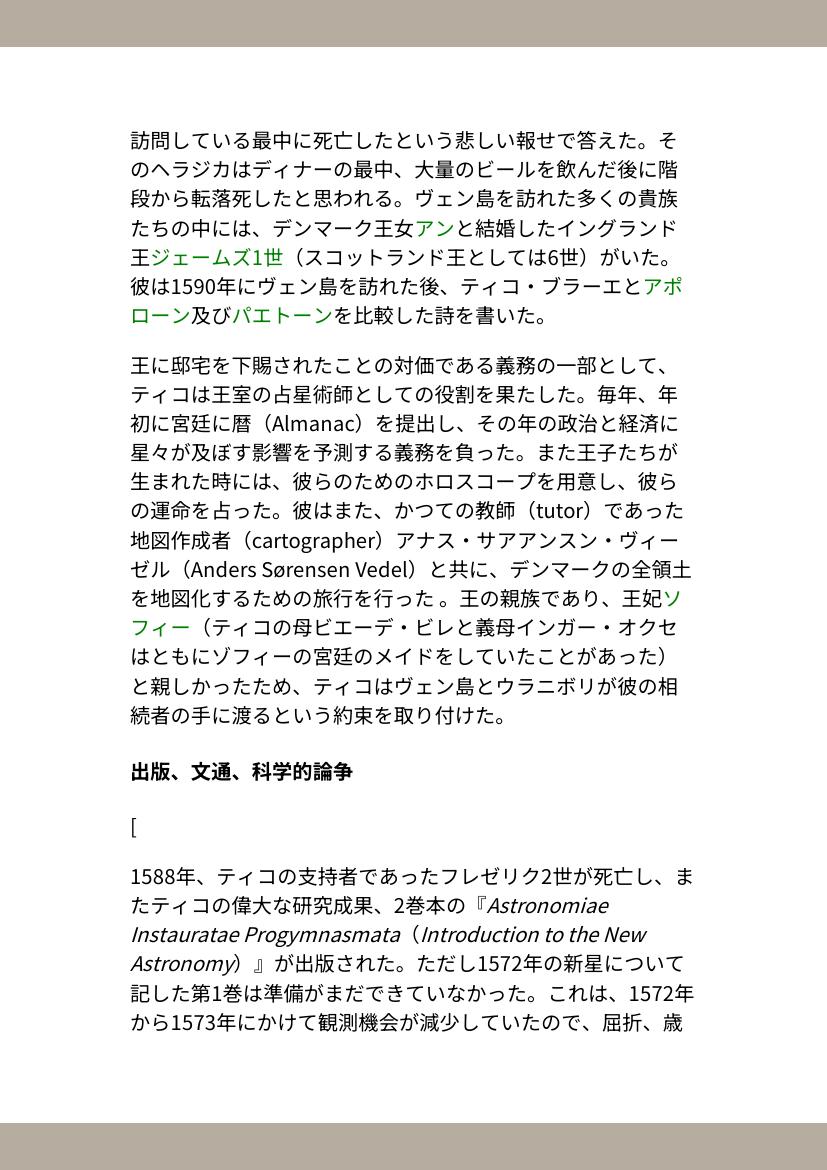 訪問している最中に死亡したという悲しい報せで答えた。そ
のヘラジカはディナーの最中、大量のビールを飲んだ後に階
段から転落死したと思われる。ヴェン島を訪れた多くの貴族
たちの中には、デンマーク王女アンと結婚したイングランド
王ジェームズ1世（スコットランド王としては6世）がいた。
彼は1590年にヴェン島を訪れた後、ティコ・ブラーエとアポ
ローン及びパエトーンを比較した詩を書いた。
王に邸宅を下賜されたことの対価である義務の一部として、
ティコは王室の占星術師としての役割を果たした。毎年、年
初に宮廷に暦（Almanac）を提出し、その年の政治と経済に
星々が及ぼす影響を予測する義務を負った。また王子たちが
生まれた時には、彼らのためのホロスコープを用意し、彼ら
の運命を占った。彼はまた、かつての教師（tutor）であった
地図作成者（cartographer）アナス・サアアンスン・ヴィー
ゼル（Anders Sørensen Vedel）と共に、デンマークの全領土
を地図化するための旅行を行った 。王の親族であり、王妃ソ
フィー（ティコの母ビエーデ・ビレと義母インガー・オクセ
はともにゾフィーの宮廷のメイドをしていたことがあった）
と親しかったため、ティコはヴェン島とウラニボリが彼の相
続者の手に渡るという約束を取り付けた。
出版、文通、科学的論争
[
1588年、ティコの支持者であったフレゼリク2世が死亡し、ま
たティコの偉大な研究成果、2巻本の『Astronomiae
Instauratae Progymnasmata（Introduction to the New
Astronomy）』が出版された。ただし1572年の新星について
記した第1巻は準備がまだできていなかった。これは、1572年
から1573年にかけて観測機会が減少していたので、屈折、歳